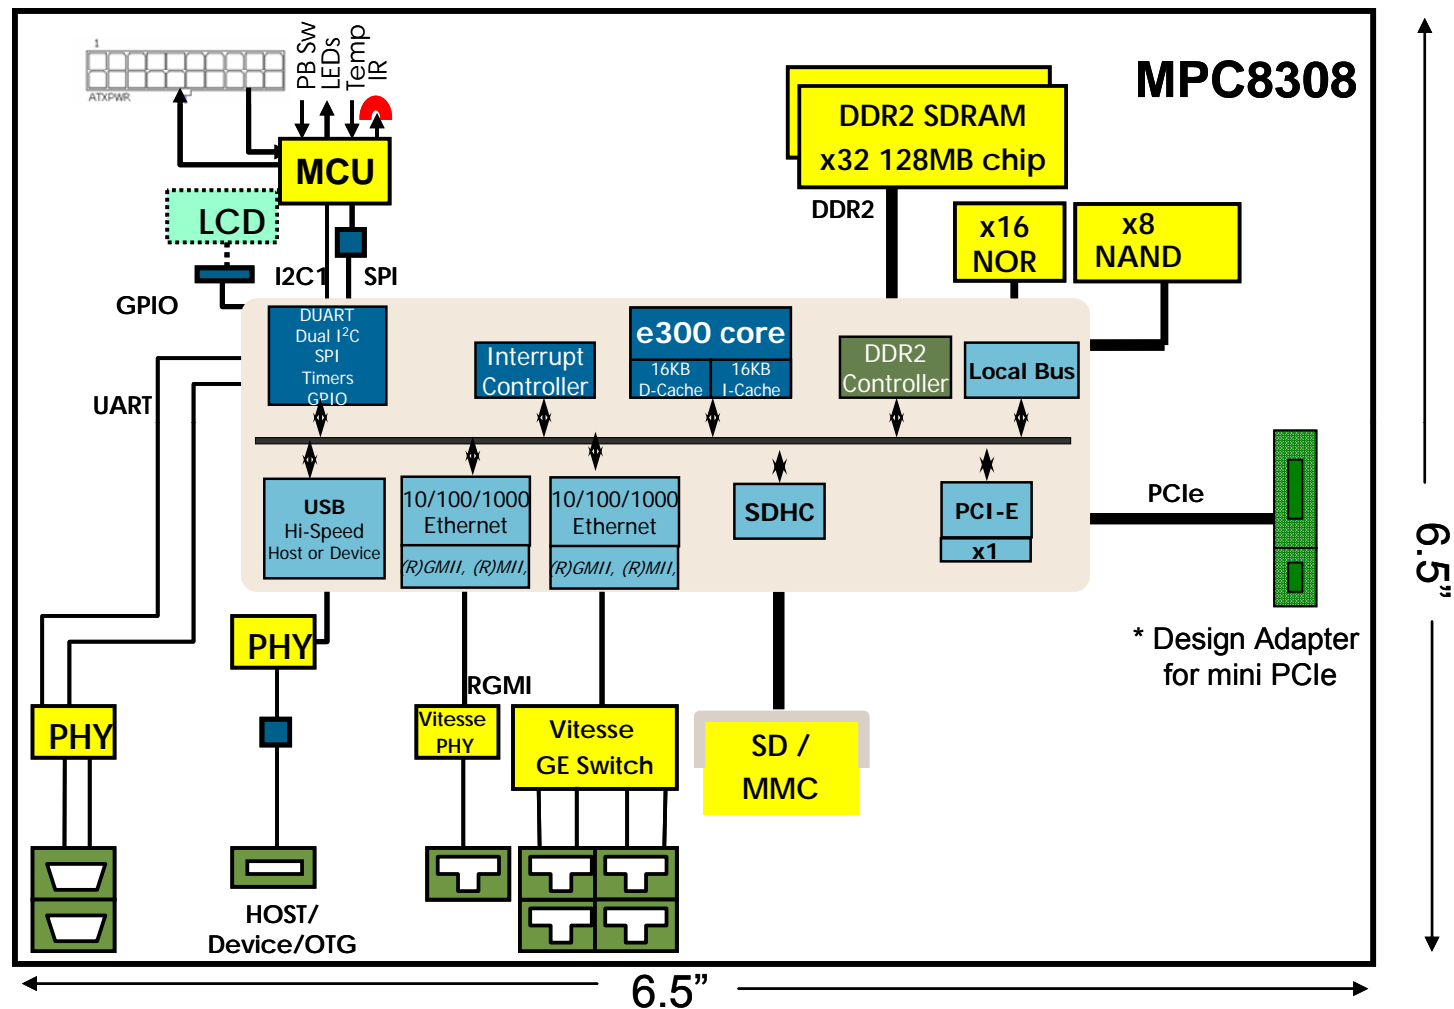 1
ATXPWR
PB Sw
LEDs
Temp
IR
MPC8308
DDR2 SDRAM
x32 128MB chip
MCU
LCD
DDR2
x16
NOR
x8
NAND
I2C1
SPI
GPIO
DUART
Dual I²C
SPI
Timers
GPIO
Interrupt
Controller
e300 core
16KB
D-Cache
16KB
I-Cache
DDR2
Controller
Local Bus
UART
USB
Hi-Speed
Host or Device
10/100/1000
Ethernet
(R)GMII, (R)MII,
10/100/1000
Ethernet
(R)GMII, (R)MII,
SDHC
PCI-E
x1
PCIe
6.5”
* Design Adapter
for mini PCIe
PHY
RGMI
PHY
Vitesse
PHY
Vitesse
GE Switch
SD /
MMC
HOST/
Device/OTG
6.5”